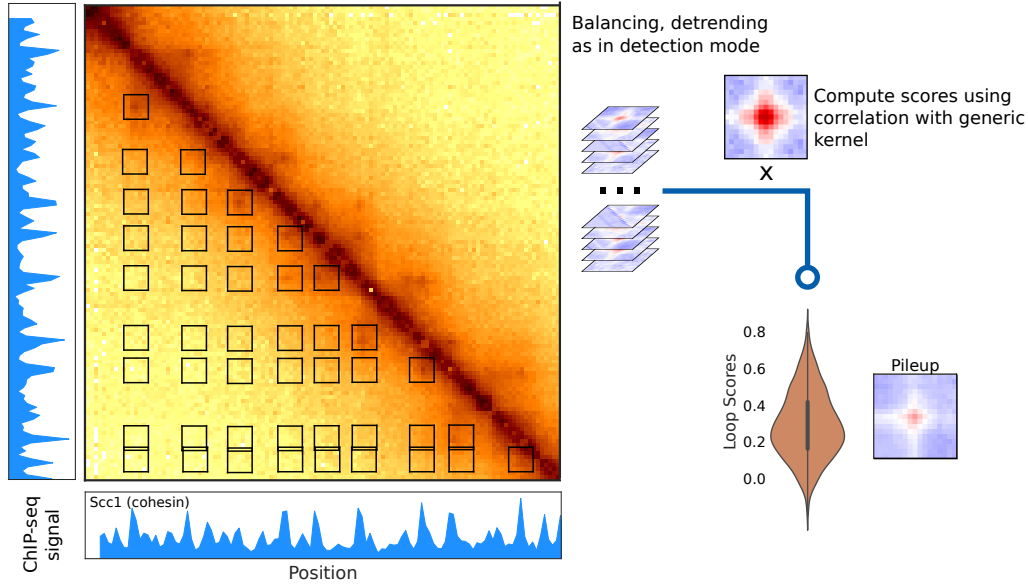 Balancing, detrending
as in detection mode
Compute scores using
correlation with generic
kernel
x
0.8
0.6
0.4
0.2
0.0
Loop Scores
Pileup
ChIP-seq
signal
Scc1 (cohesin)
Position